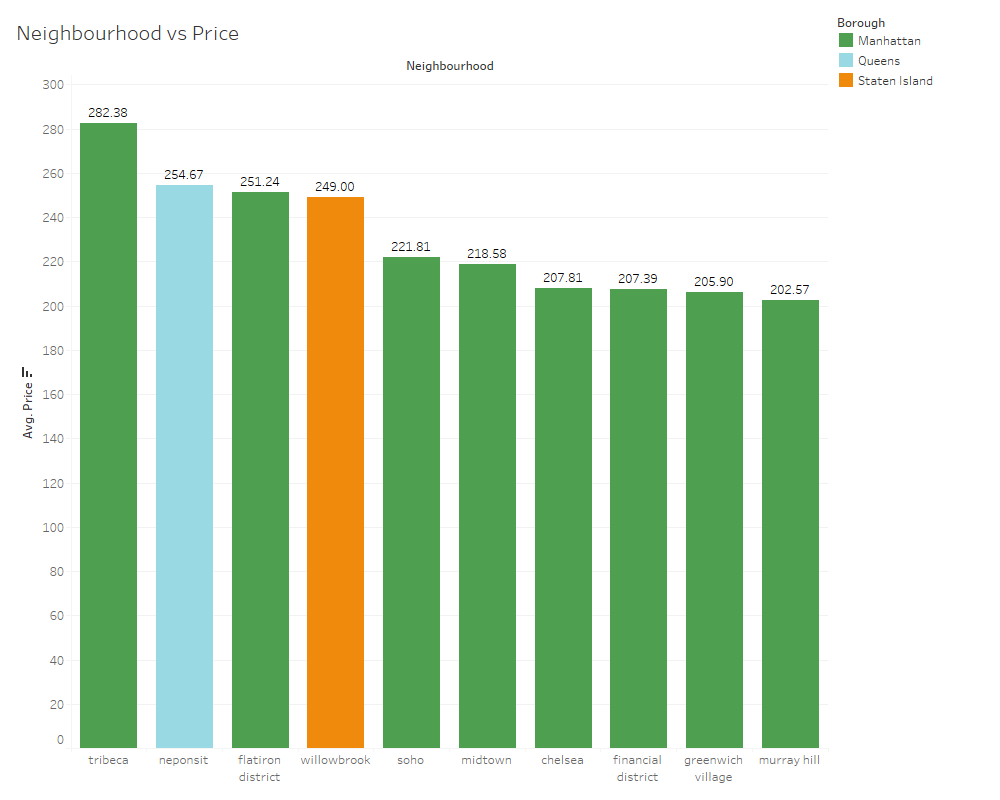 Neighbourhood vs Price
Borough
Manhattan
Queens
Staten Island
Neighbourhood
300
280
260
240
220
200
180
160
140
120
100
80
60
40
20
0
Avg. Price
282.38
254.67
251.24
249.00
221.81
218.58
207.81
207.39
205.90
202.57
tribeca
neponsit
flatiron
district
willowbrook
soho
midtown
chelsea
financial
district
greenwich
village
murray hill